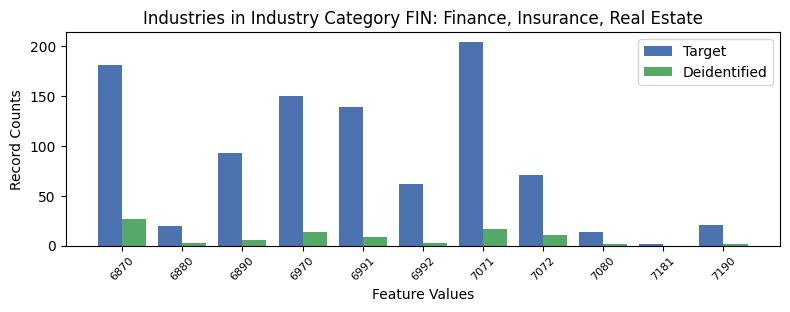 Industries in Industry Category FIN: Finance, Insurance, Real Estate
Target
Deidentified
Record Counts
200
150
100
50
0
6870 6880 6890 6970 6991 6992 7071 7072 7080 7181 7190
Feature Values